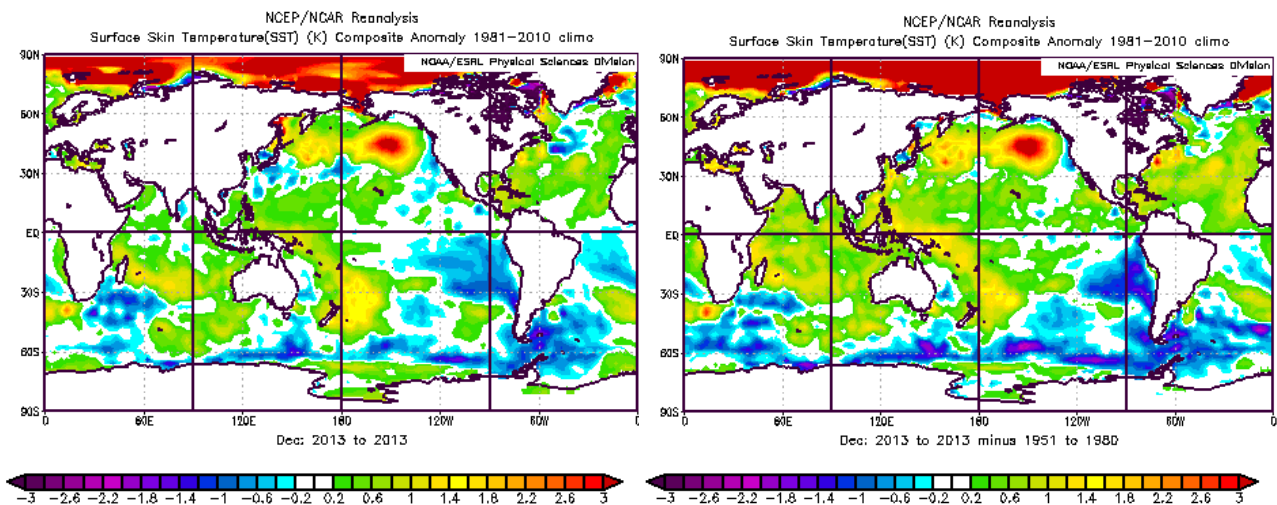 NCEP/NCAR Reanalysis
Surface Skin Temperature(SST) (K) Composite Anomaly 1981-2010 climo
NOAA/ESRL Physical Sciences Division
90N
60N
30N
EQ
30S
60S
90S
0 60E 120E 180 120W 60W 0
Dec: 2013 to 2013
-3 -2.6 -2.2 -1.8 -1.4 -1 -0.6 -0.2 0.2 0.6 1 1.4 1.8 2.2 2.6 3
NCEP/NCAR Reanalysis
Surface Skin Temperature(SST) (K) Composite Anomaly 1981-2010 climo
NOAA/ESRL Physical Sciences Division
90N
60N
30N
EQ
30S
60S
90S
0 60E 120E 180 120W 60W 0
Dec: 2013 to 2013 minus 1951 to 1980
-3 -2.6 -2.2 -1.8 -1.4 -1 -0.6 -0.2 0.2 0.6 1 1.4 1.8 2.2 2.6 3